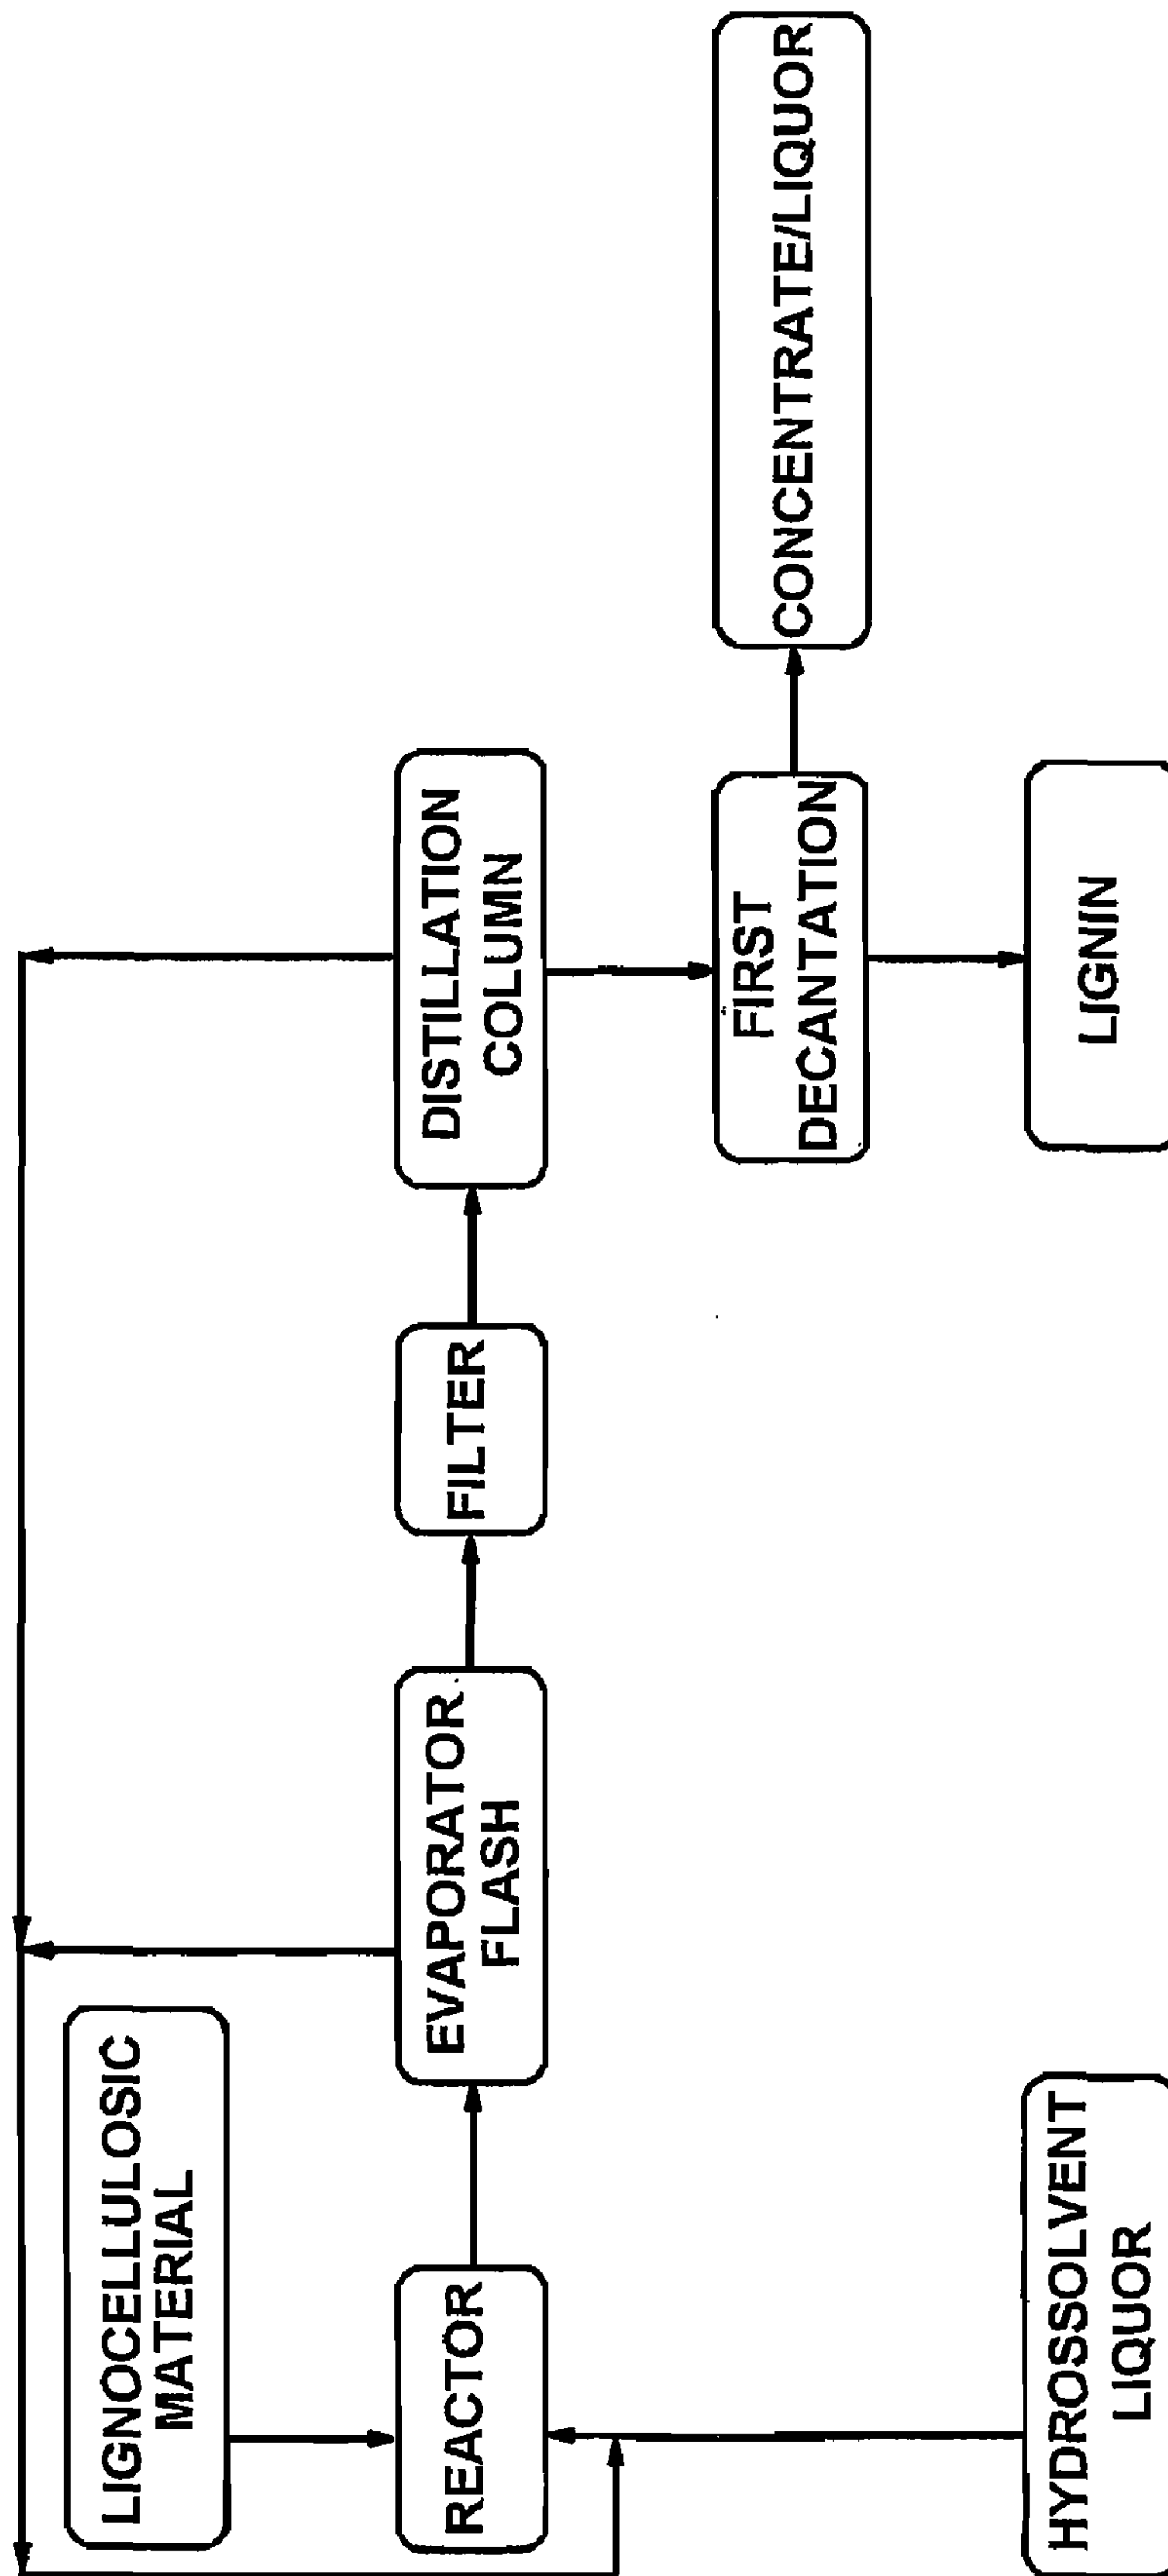 LIGNOCELLULOSIC
MATERIAL
REACTOR
EVAPORATOR
FLASH
FILTER
DISTILLATION
COLUMN
HYDROSSOLVENT
LIQUOR
FIRST
DECANTATION
CONCENTRATE/LIQUOR
LIGNIN